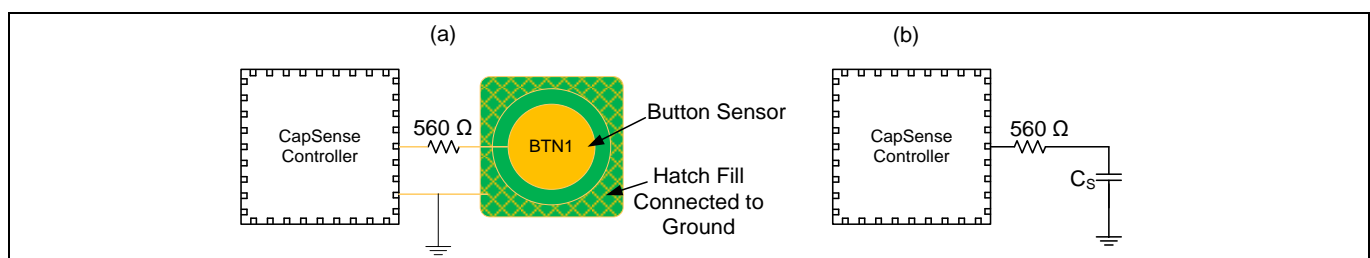 (a)
CapSense
Controller
560 Ω
BTN1
Button Sensor
Hatch Fill
Connected to
Ground
(b)
CapSense
Controller
560 Ω
CS